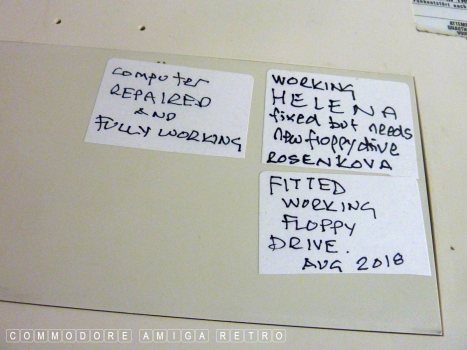 computer
REPAIRED
AND
FULLY WORKING
WORKING
HELENA
fixed but needs
new floppy drive
ROSENKOVA
FITTED
WORKING
FLOPPY
DRIVE.
AUG 2018
COMMODORE AMIGA RETRO